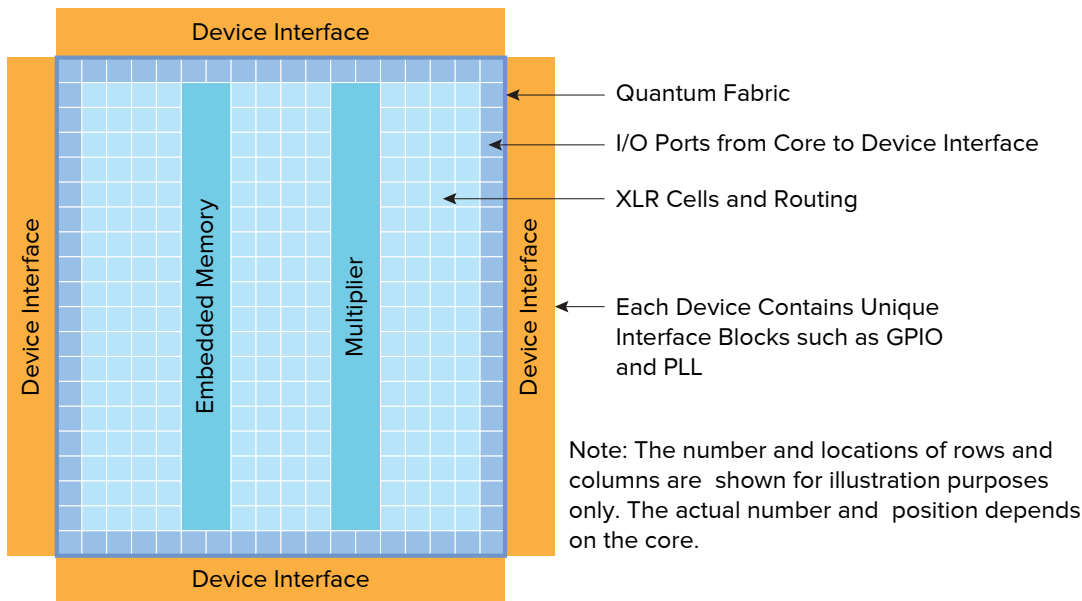 Device Interface
Quantum Fabric
I/O Ports from Core to Device Interface
XLR Cells and Routing
Device Interface
Embedded Memory
Multiplier
Device Interface
Each Device Contains Unique
Interface Blocks such as GPIO
and PLL
Note: The number and locations of rows and
columns are  shown for illustration purposes
only. The actual number and  position depends
on the core.
Device Interface